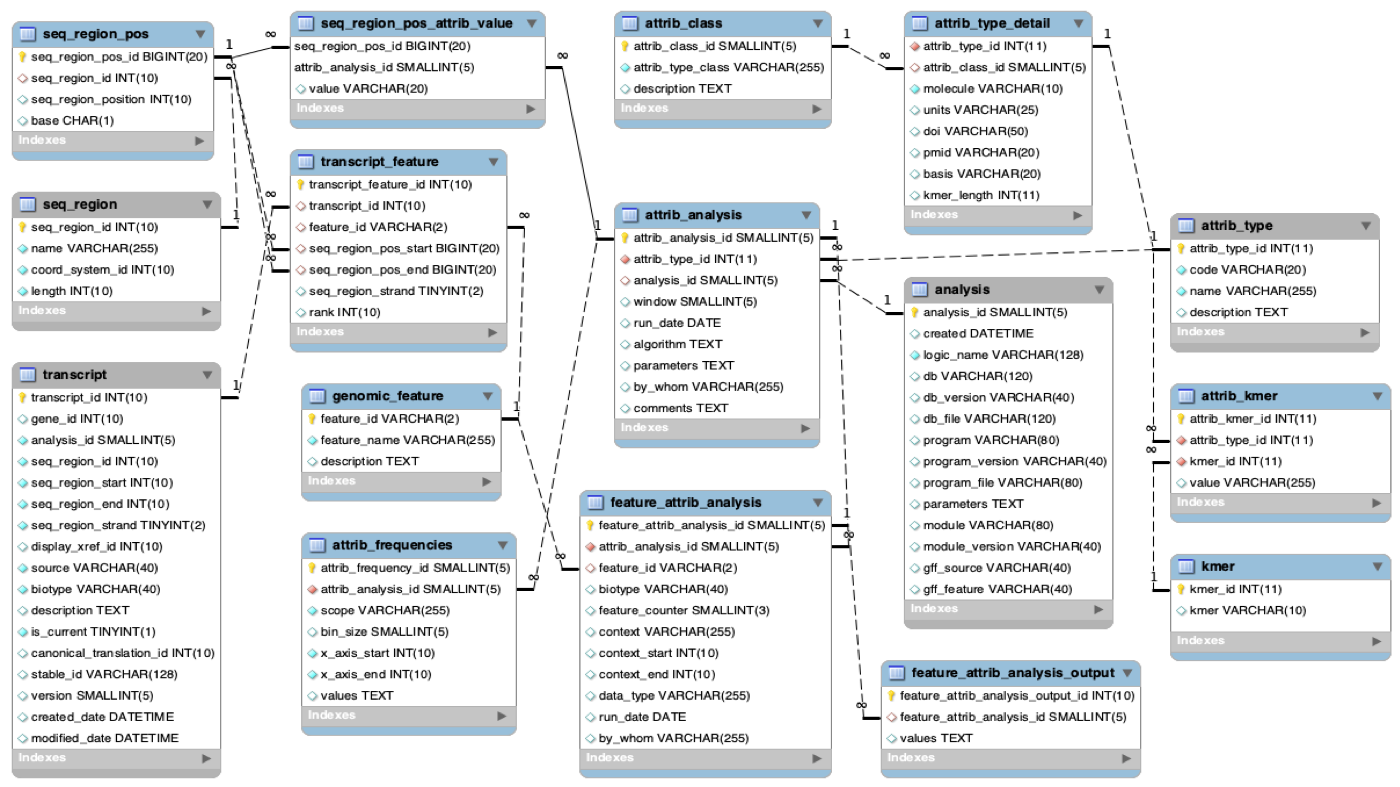 seq_region_pos
seq_region_pos_id BIGINT(20)
seq_region_id INT(10)
seq_region_position INT(10)
base CHAR(1)
Indexes
seq_region
seq_region_id INT(10)
name VARCHAR(255)
coord_system_id INT(10)
length INT(10)
Indexes
transcript
transcript_id INT(10)
gene_id INT(10)
analysis_id SMALLINT(5)
seq_region_id INT(10)
seq_region_start INT(10)
seq_region_end INT(10)
seq_region_strand TINYINT(2)
display_xref_id INT(10)
source VARCHAR(40)
biotype VARCHAR(40)
description TEXT
is_current TINYINT(1)
canonical_translation_id INT(10)
stable_id VARCHAR(128)
version SMALLINT(5)
created_date DATETIME
modified_date DATETIME
Indexes
1
∞
1
1
∞
∞
∞
∞
seq_region_pos_attrib_value
seq_region_pos_id BIGINT(20)
attrib_analysis_id SMALLINT(5)
value VARCHAR(20)
Indexes
transcript_feature
transcript_feature_id INT(10)
transcript_id INT(10)
feature_id VARCHAR(2)
seq_region_pos_start BIGINT(20)
seq_region_pos_end BIGINT(20)
seq_region_strand TINYINT(2)
rank INT(10)
Indexes
genomic_feature
feature_id VARCHAR(2)
feature_name VARCHAR(255)
description TEXT
Indexes
attrib_frequencies
attrib_frequency_id SMALLINT(5)
attrib_analysis_id SMALLINT(5)
scope VARCHAR(255)
bin_size SMALLINT(5)
x_axis_start INT(10)
x_axis_end INT(10)
values TEXT
Indexes
∞
∞
1
1
∞
∞
attrib_class
attrib_class_id SMALLINT(5)
attrib_type_class VARCHAR(255)
description TEXT
Indexes
attrib_analysis
attrib_analysis_id SMALLINT(5)
attrib_type_id INT(11)
analysis_id SMALLINT(5)
window SMALLINT(5)
run_date DATE
algorithm TEXT
parameters TEXT
by_whom VARCHAR(255)
comments TEXT
Indexes
feature_attrib_analysis
feature_attrib_analysis_id SMALLINT(5)
attrib_analysis_id SMALLINT(5)
feature_id VARCHAR(2)
biotype VARCHAR(40)
feature_counter SMALLINT(3)
context VARCHAR(255)
context_start INT(10)
context_end INT(10)
data_type VARCHAR(255)
run_date DATE
by_whom VARCHAR(255)
Indexes
1
∞
1
∞
∞
1
1
∞
∞
attrib_type_detail
attrib_type_id INT(11)
attrib_class_id SMALLINT(5)
molecule VARCHAR(10)
units VARCHAR(25)
doi VARCHAR(50)
pmid VARCHAR(20)
basis VARCHAR(20)
kmer_length INT(11)
Indexes
analysis
analysis_id SMALLINT(5)
created DATETIME
logic_name VARCHAR(128)
db VARCHAR(120)
db_version VARCHAR(40)
db_file VARCHAR(120)
program VARCHAR(80)
program_version VARCHAR(40)
program_file VARCHAR(80)
parameters TEXT
module VARCHAR(80)
module_version VARCHAR(40)
gff_source VARCHAR(40)
gff_feature VARCHAR(40)
Indexes
feature_attrib_analysis_output
feature_attrib_analysis_output_id INT(10)
feature_attrib_analysis_id SMALLINT(5)
values TEXT
Indexes
1
1
∞
∞
1
attrib_type
attrib_type_id INT(11)
code VARCHAR(20)
name VARCHAR(255)
description TEXT
Indexes
attrib_kmer
attrib_kmer_id INT(11)
attrib_type_id INT(11)
kmer_id INT(11)
value VARCHAR(255)
Indexes
kmer
kmer_id INT(11)
kmer VARCHAR(10)
Indexes